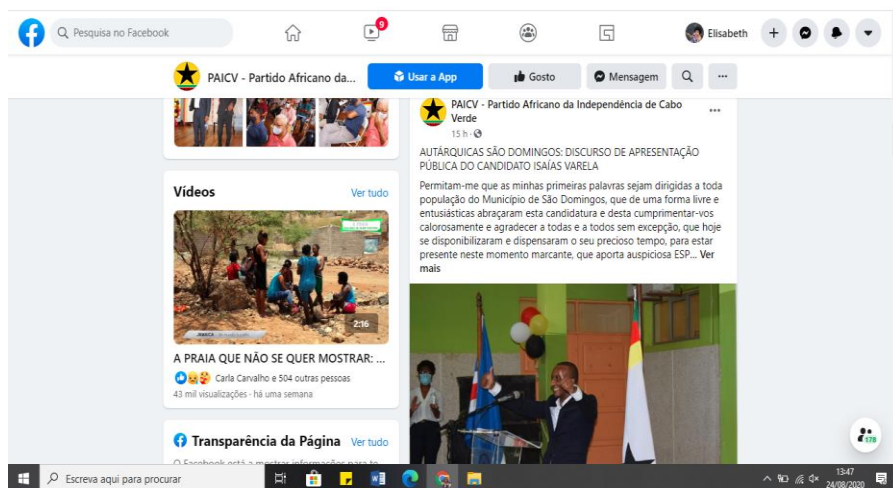 Pesquisa no Facebook
9
Elisabeth
PAICV - Partido Africano da...
Usar a App
Gosto
Mensagem
Vídeos
Ver tudo
2:16
A PRAIA QUE NÃO SE QUER MOSTRAR: ...
Carla Carvalho e 504 outras pessoas
43 mil visualizações · há uma semana
Transparência da Página
Ver tudo
O Facebook está a mostrar informações para te
PAICV - Partido Africano da Independência de Cabo
Verde
15 h ·
AUTÁRQUICAS SÃO DOMINGOS: DISCURSO DE APRESENTAÇÃO
PÚBLICA DO CANDIDATO ISAÍAS VARELA
Permitam-me que as minhas primeiras palavras sejam dirigidas a toda
população do Município de São Domingos, que de uma forma livre e
entusiásticas abraçaram esta candidatura e desta cumprimentar-vos
calorosamente e agradecer a todas e a todos sem excepção, que hoje
se disponibilizaram e dispensaram o seu precioso tempo, para estar
presente neste momento marcante, que aporta auspiciosa ESP... Ver
mais
178
Escreva aqui para procurar
13:47
24/08/2020